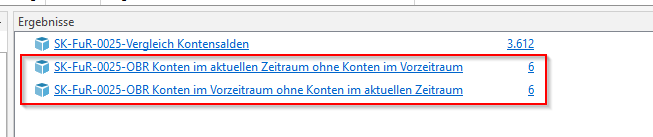 Ergebnisse
SK-FuR-0025-Vergleich Kontensalden 3.612
SK-FuR-0025-OBR Konten im aktuellen Zeitraum ohne Konten im Vorzeitraum 6
SK-FuR-0025-OBR Konten im Vorzeitraum ohne Konten im aktuellen Zeitraum 6